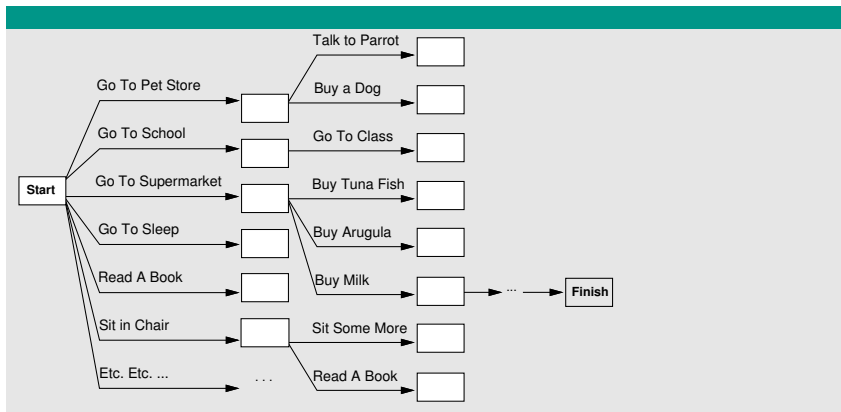 Talk to Parrot
Go To Pet Store
Buy a Dog
Go To School
Go To Class
Start
Go To Supermarket
Buy Tuna Fish
Go To Sleep
Buy Arugula
Read A Book
Buy Milk
...
Finish
Sit in Chair
Sit Some More
Etc. Etc. ...
. . .
Read A Book